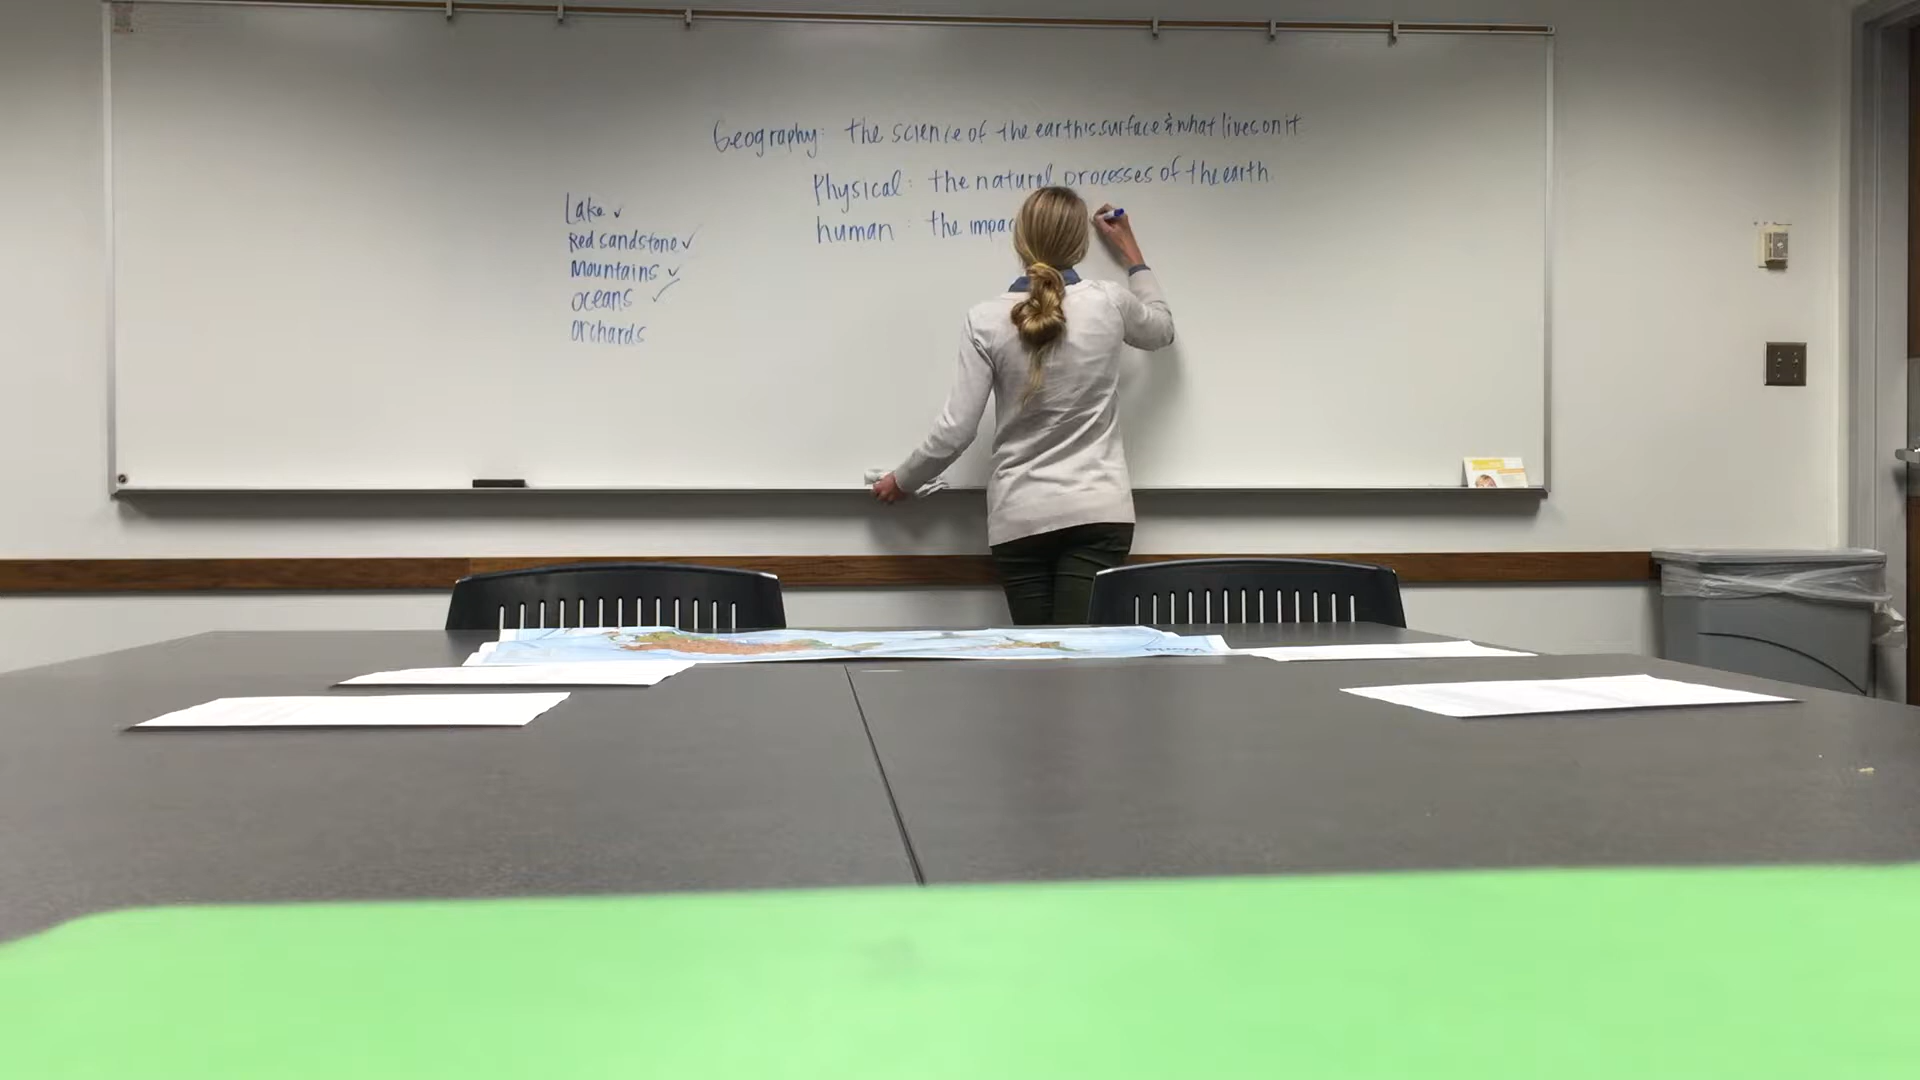 Geography: the science of the earth's surface & what lives on it
Physical: the natural processes of the earth.
human: the impac
Lake ✓
Red sandstone ✓
Mountains ✓
oceans ✓
orchards
World